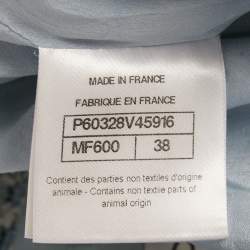 MADE IN FRANCE
FABRIQUE EN FRANCE
P60328V45916
MF600 38
Contient des parties non textiles d'origine
animale - Contains non textile parts of
animal origin